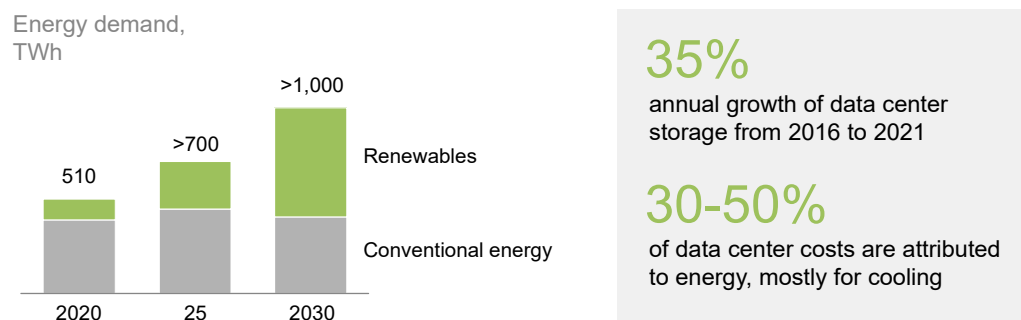 Energy demand,
TWh
>1,000
>700
510
Renewables
Conventional energy
2020
25
2030
35%
annual growth of data center
storage from 2016 to 2021
30-50%
of data center costs are attributed
to energy, mostly for cooling